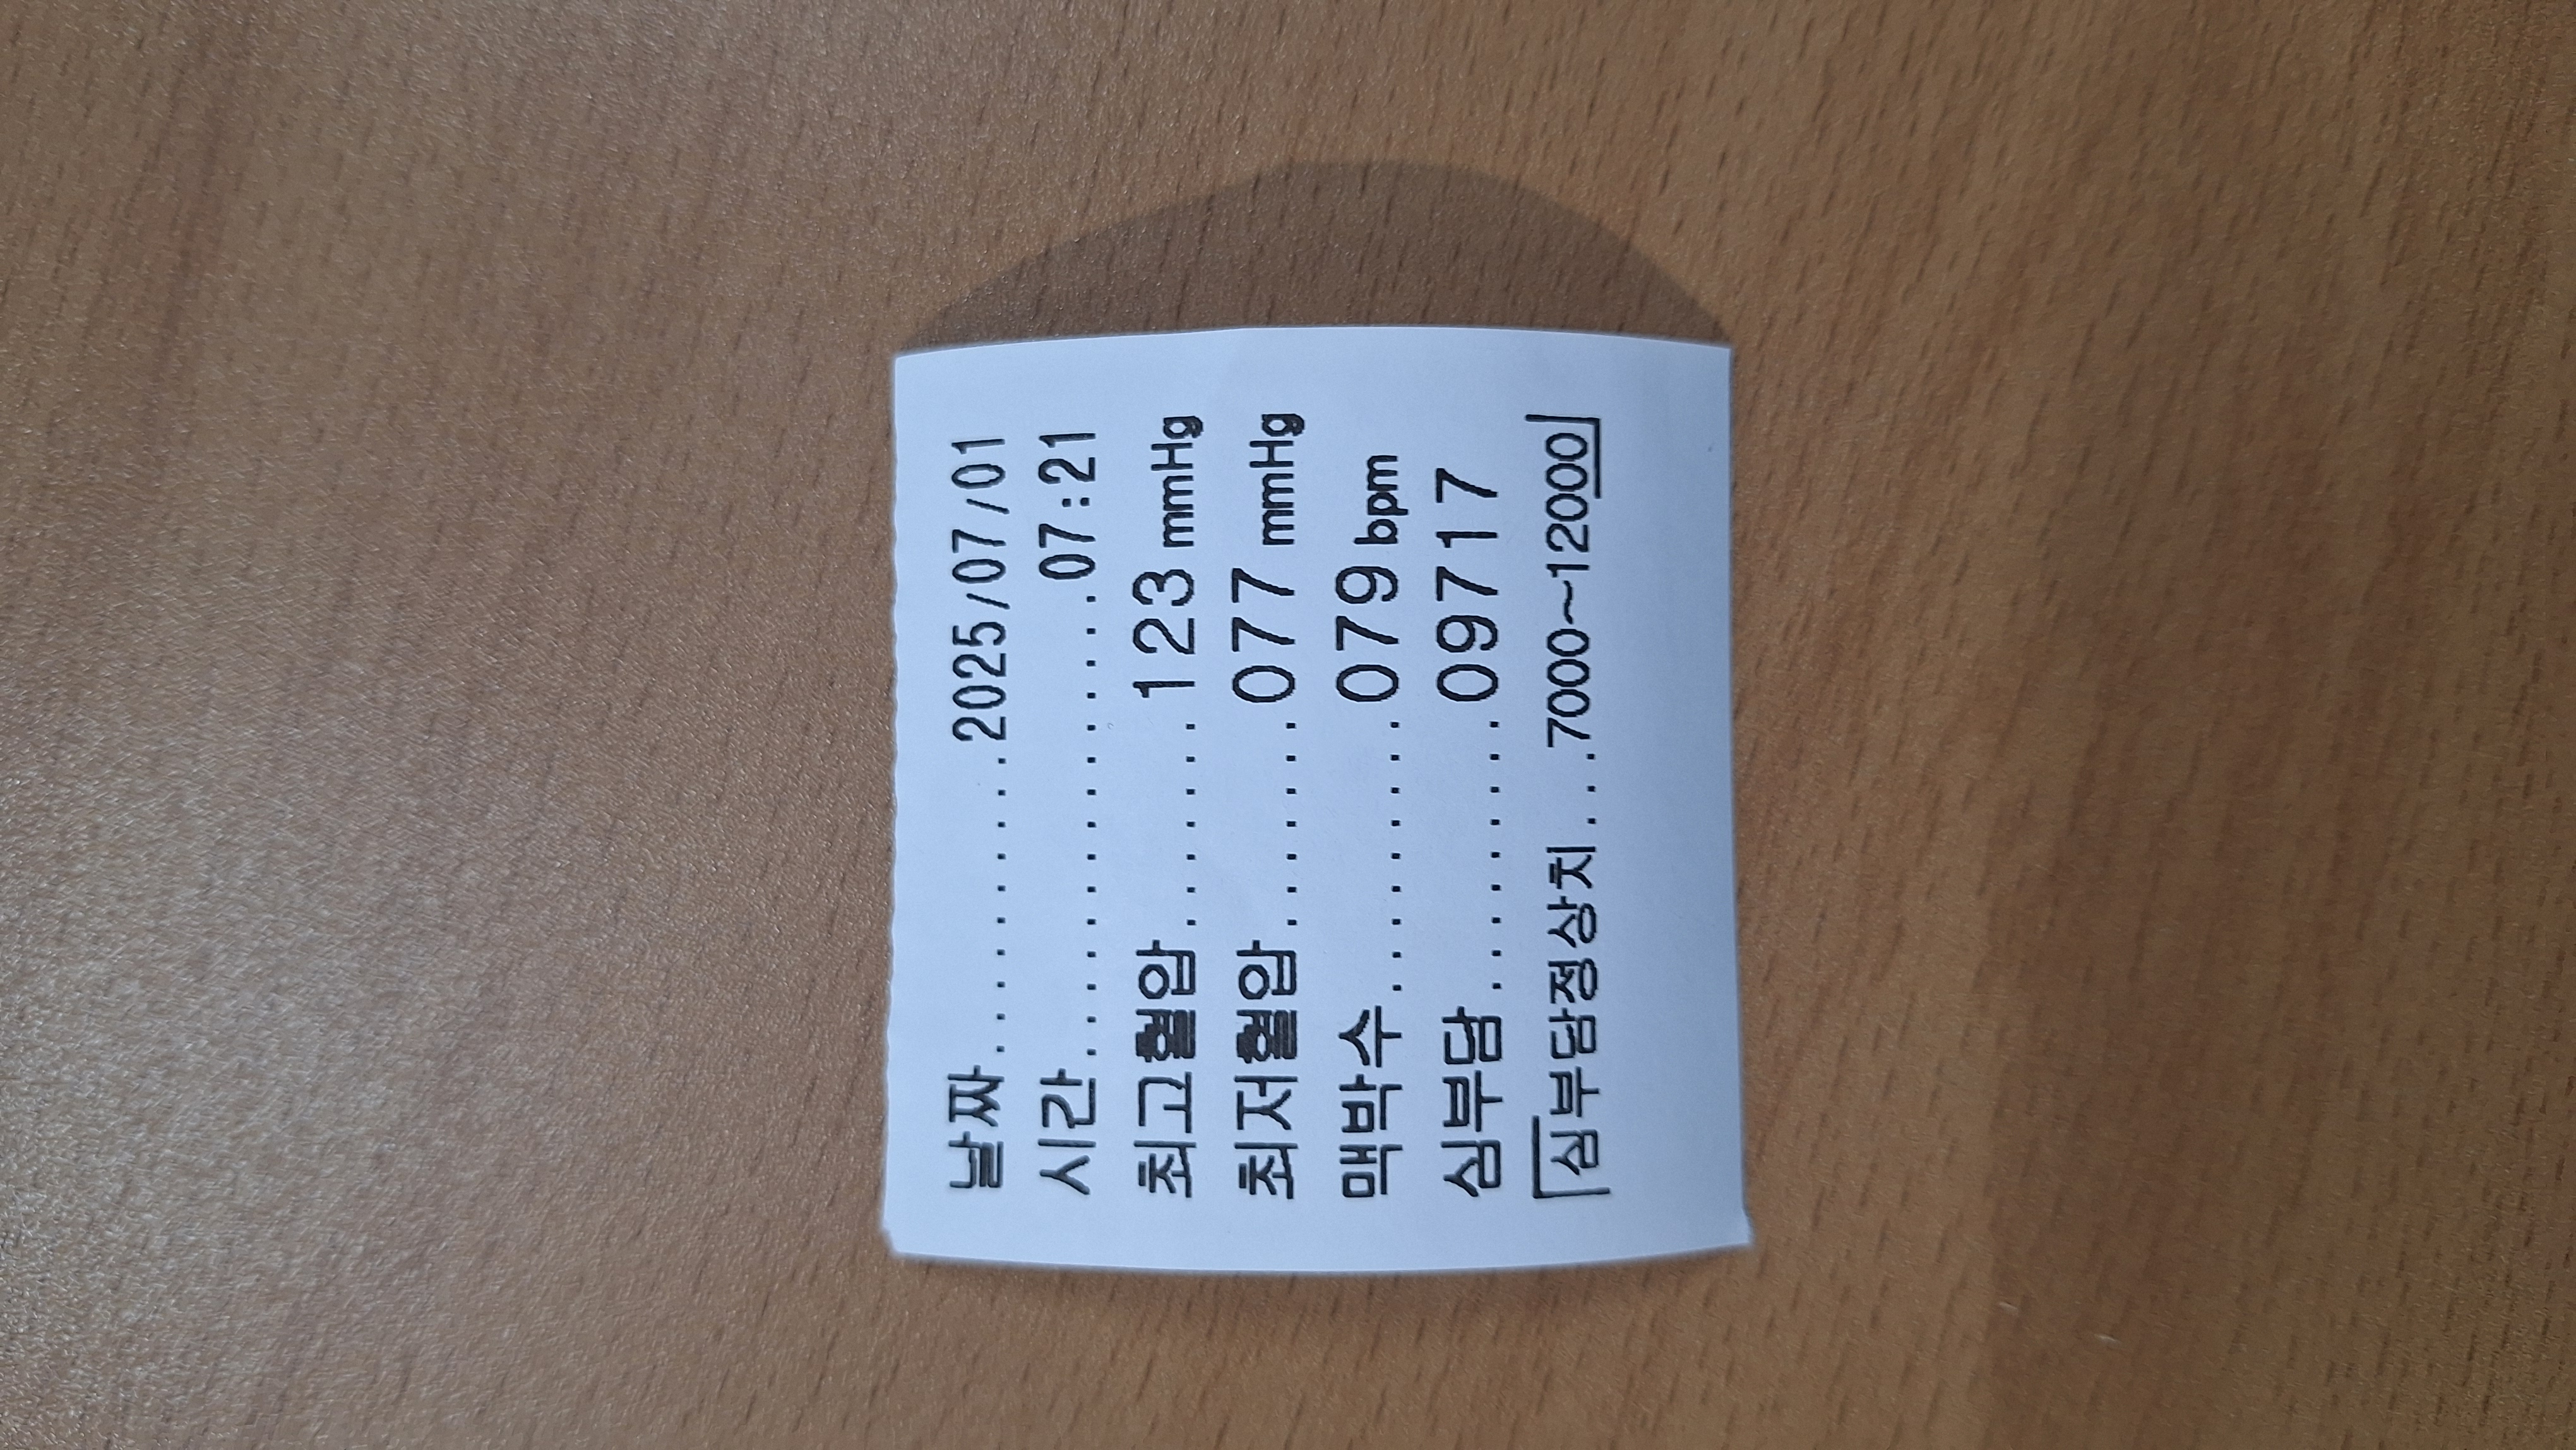 날짜..........2025/07/01
시간...............07:21
최고혈압.......123 mmHg
최저혈압.......077 mmHg
맥박수.........079 bpm
심부담.........09717
「심부담정상치...7000~12000」